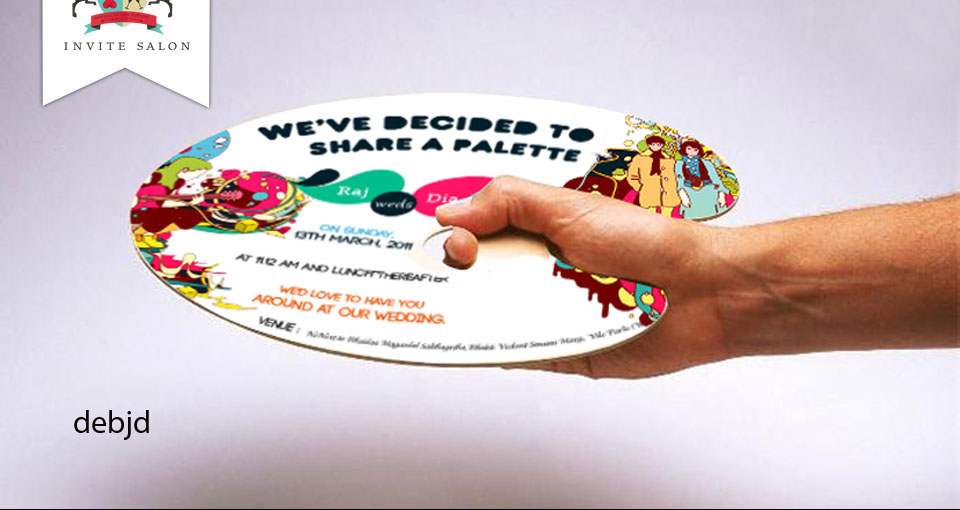 INVITE SALON
WE'VE DECIDED TO
SHARE A PALETTE
Raj
weds
ON SUNDAY,
13TH MARCH, 2011
AT 11.12 AM AND LUNCH THEREAFTER
WE'D LOVE TO HAVE YOU
AROUND AT OUR WEDDING.
VENUE :
debjd